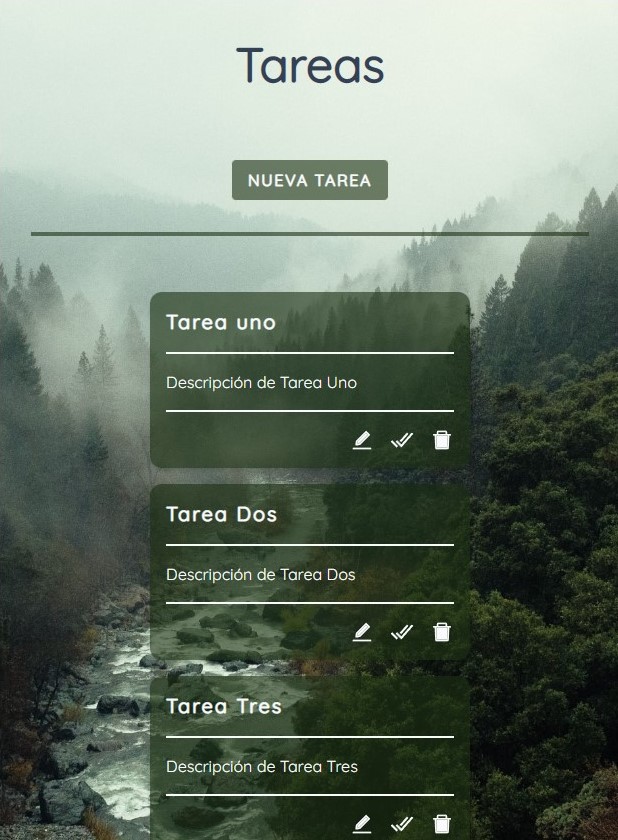 Tareas
NUEVA TAREA
Tarea uno
Descripción de Tarea Uno
Tarea Dos
Descripción de Tarea Dos
Tarea Tres
Descripción de Tarea Tres